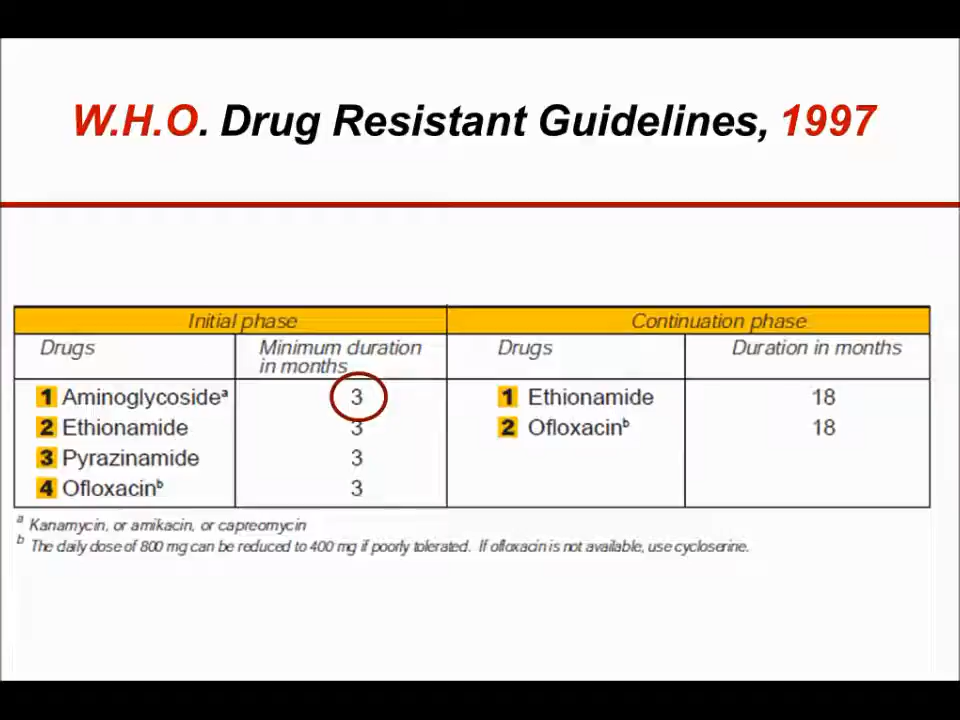 W.H.O. Drug Resistant Guidelines, 1997
Initial phase Continuation phase
Drugs Minimum duration in months Drugs Duration in months
1 Aminoglycosideᵃ 3 1 Ethionamide 18
2 Ethionamide 3 2 Ofloxacinᵇ 18
3 Pyrazinamide 3
4 Ofloxacinᵇ 3
ᵃ Kanamycin, or amikacin, or capreomycin
ᵇ The daily dose of 800 mg can be reduced to 400 mg if poorly tolerated. If ofloxacin is not available, use cycloserine.